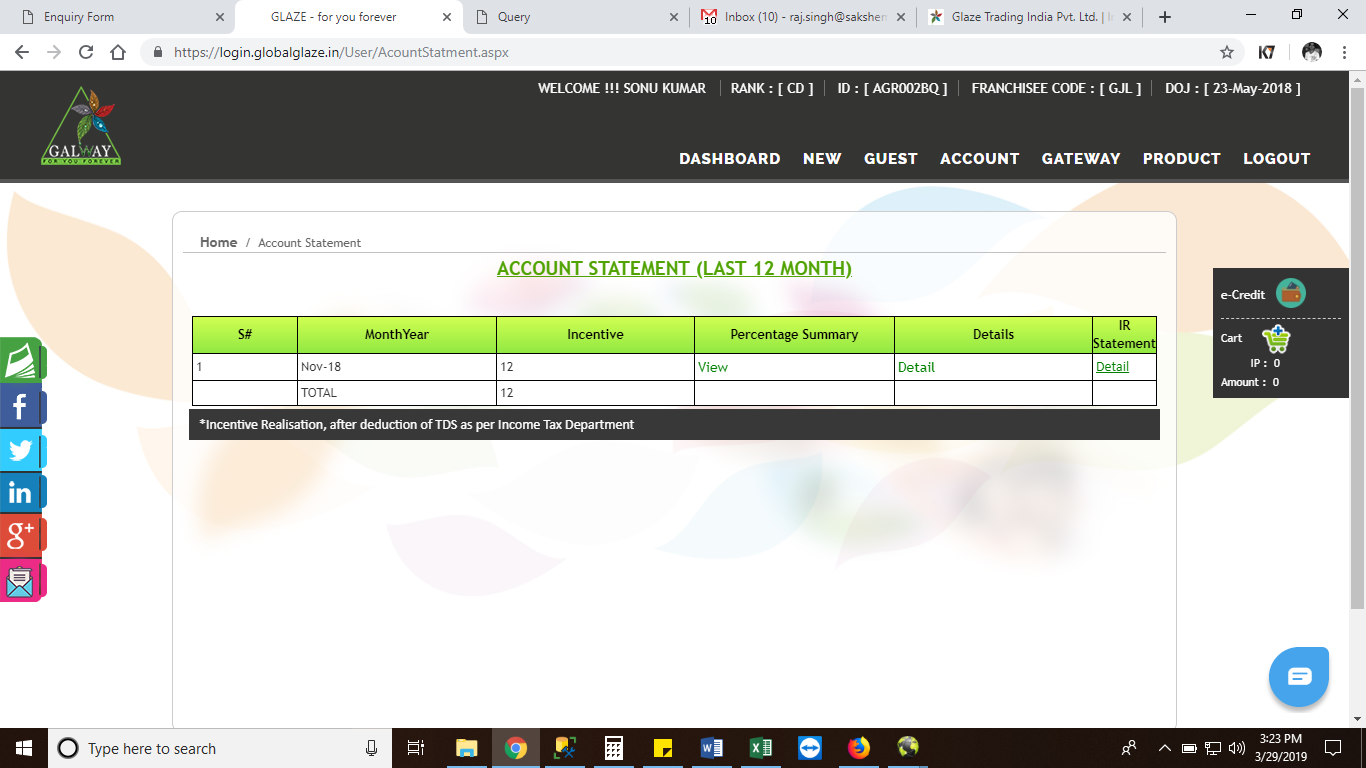 Enquiry Form
GLAZE - for you forever
Query
Inbox (10) - raj.singh@sakshem
Glaze Trading India Pvt. Ltd. | In
https://login.globalglaze.in/User/AcountStatment.aspx
K7
WELCOME !!! SONU KUMAR
RANK : [ CD ]
ID : [ AGR002BQ ]
FRANCHISEE CODE : [ GJL ]
DOJ : [ 23-May-2018 ]
GALWAY
FOR YOU FOREVER
DASHBOARD NEW GUEST ACCOUNT GATEWAY PRODUCT LOGOUT
Home / Account Statement
ACCOUNT STATEMENT (LAST 12 MONTH)
S# MonthYear Incentive Percentage Summary Details IR Statement
1 Nov-18 12 View Detail Detail
TOTAL 12
*Incentive Realisation, after deduction of TDS as per Income Tax Department
e-Credit
Cart
IP : 0
Amount : 0
Type here to search
3:23 PM
3/29/2019